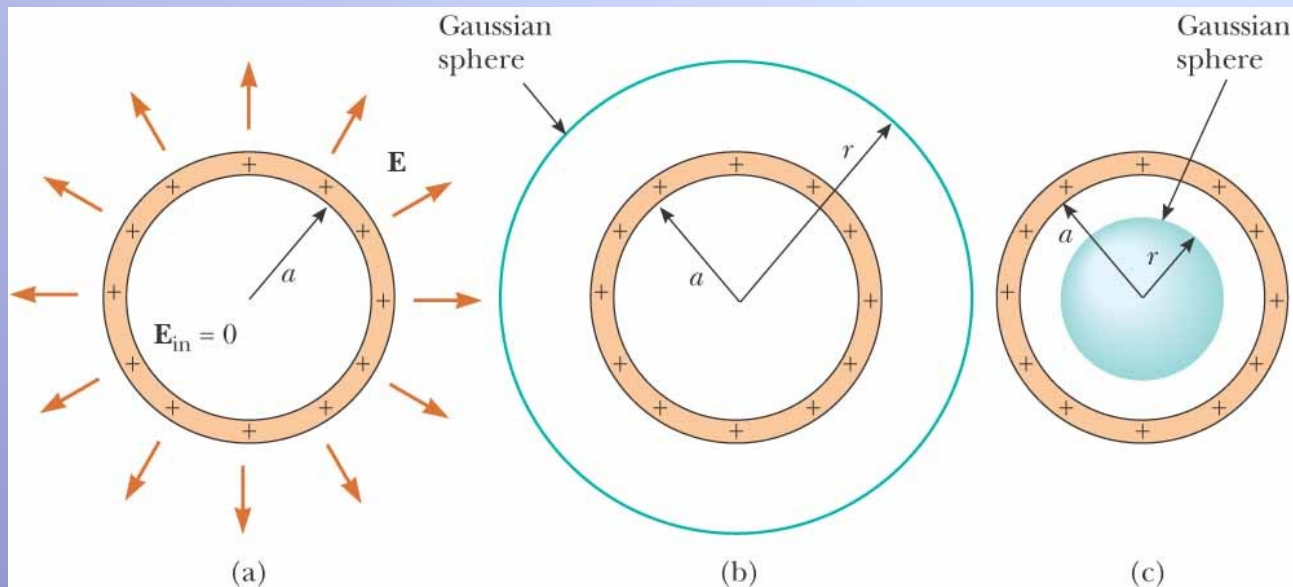 Gaussian
sphere
Gaussian
sphere
E
r
a
a
a
r
E_in = 0
(a)
(b)
(c)